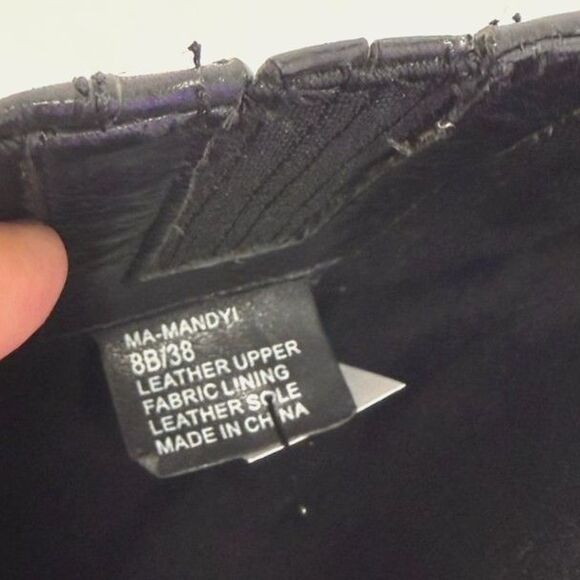 MA-MANDYI
8B/38
LEATHER UPPER
FABRIC LINING
LEATHER SOLE
MADE IN CHINA